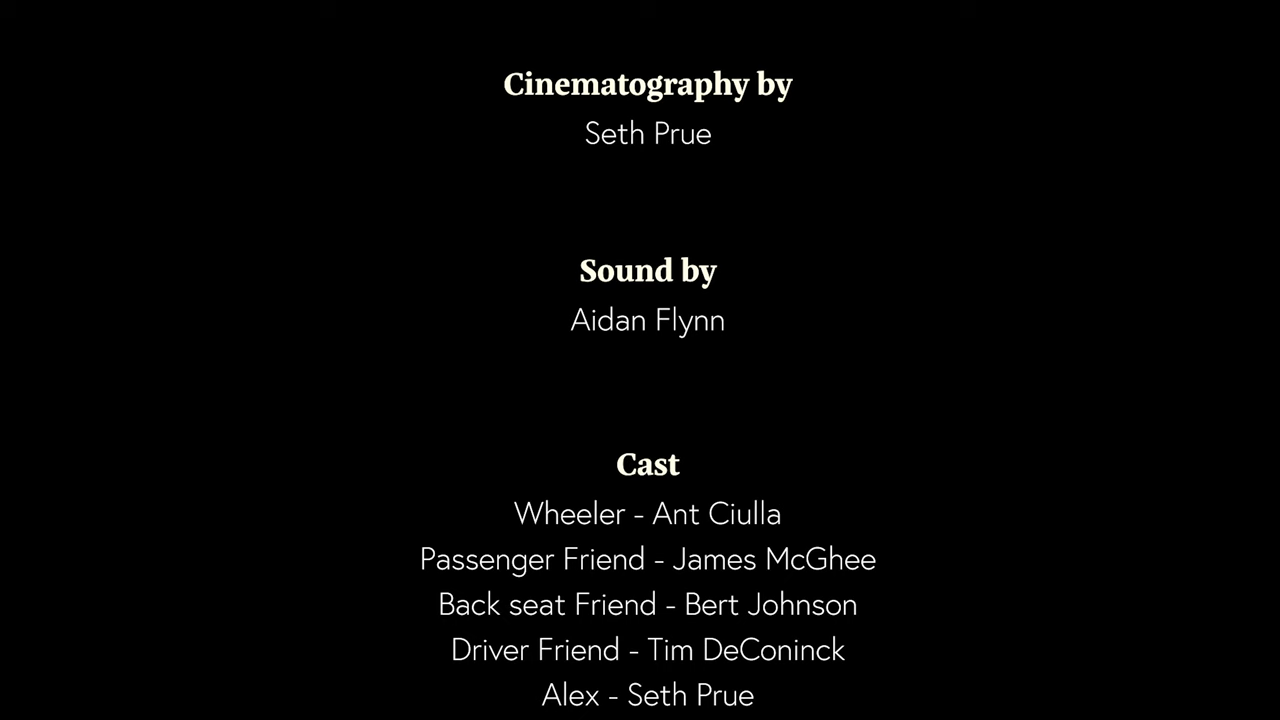 Cinematography by
Seth Prue
Sound by
Aidan Flynn
Cast
Wheeler - Ant Ciulla
Passenger Friend - James McGhee
Back seat Friend - Bert Johnson
Driver Friend - Tim DeConinck
Alex - Seth Prue